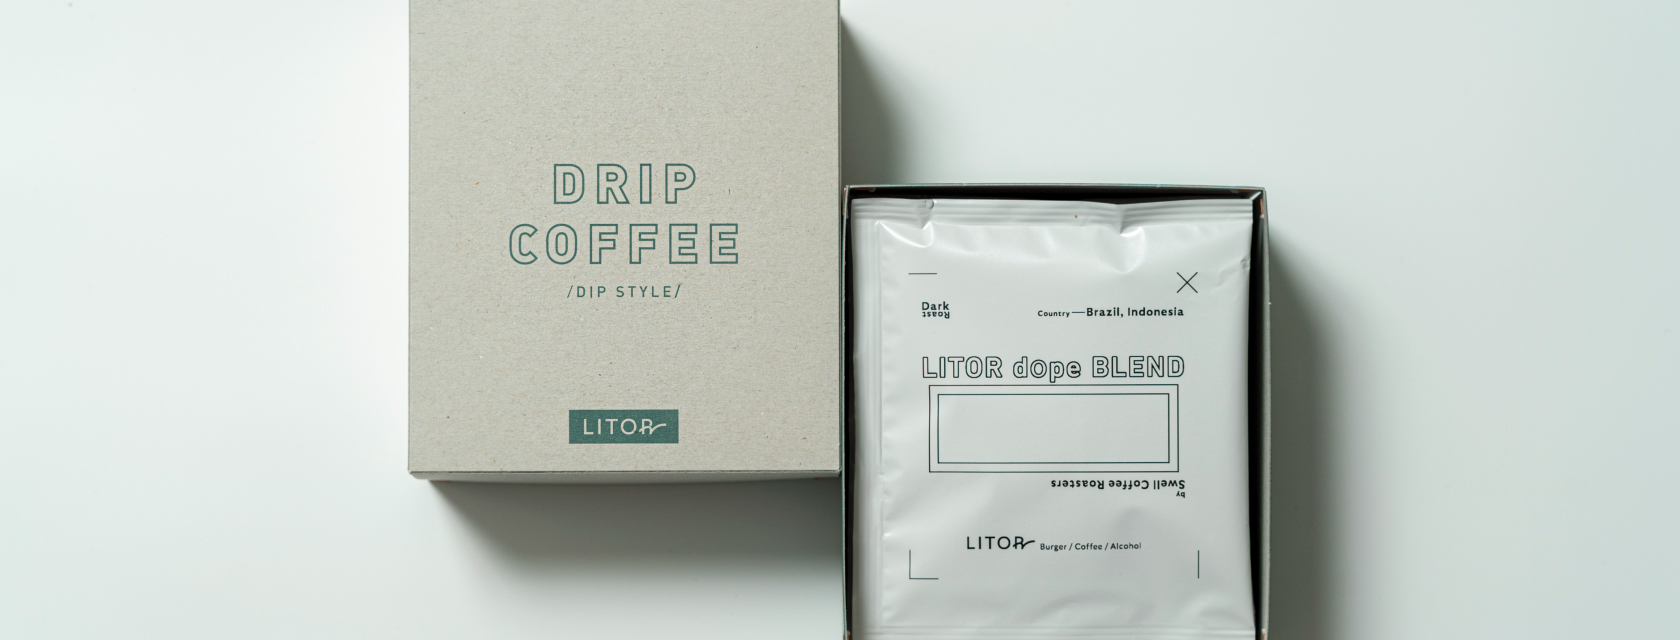 DRIP
COFFEE
/DIP STYLE/
LITOR
Dark
Roast
Country—Brazil, Indonesia
LITOR dope BLEND
by
Swell Coffee Roasters
LITOR Burger / Coffee / Alcohol